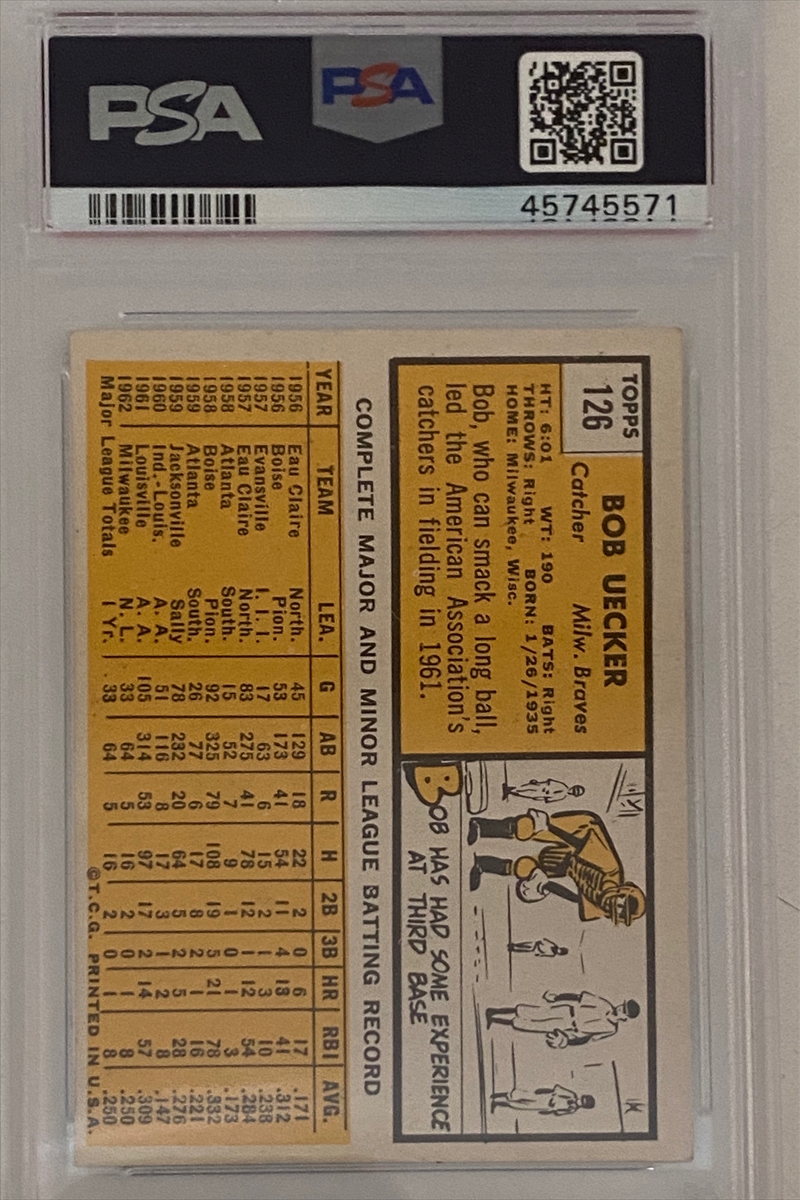 PSA
PSA
45745571
TOPPS
126
BOB UECKER
Catcher Milw. Braves
HT: 6:01 WT: 190 BATS: Right
THROWS: Right BORN: 1/26/1935
HOME: Milwaukee, Wisc.
Bob, who can smack a long ball,
led the American Association's
catchers in fielding in 1961.
BOB HAS HAD SOME EXPERIENCE
AT THIRD BASE
COMPLETE MAJOR AND MINOR LEAGUE BATTING RECORD
YEAR TEAM LEA. G AB R H 2B 3B HR RBI AVG.
1956 Eau Claire North. 45 129 18 22 2 0 6 17 .171
1956 Boise Pion. 53 173 41 54 11 4 18 41 .312
1957 Evansville I. I. I. 17 63 6 15 2 1 3 10 .238
1957 Eau Claire North. 83 275 41 78 12 1 12 54 .284
1958 Atlanta South. 15 52 7 9 1 0 1 3 .173
1958 Boise Pion. 92 325 79 108 19 5 21 78 .332
1959 Atlanta South. 26 77 6 17 8 2 1 16 .221
1959 Jacksonville Sally 78 232 20 64 5 2 5 28 .276
1960 Ind.-Louis. A. A. 51 116 8 17 3 1 2 8 .147
1961 Louisville A. A. 105 314 53 97 17 2 14 57 .309
1962 Milwaukee N. L. 33 64 5 16 2 0 1 8 .250
Major League Totals 1 Yr. 33 64 5 16 2 0 1 8 .250
©T.C.G. PRINTED IN U.S.A.